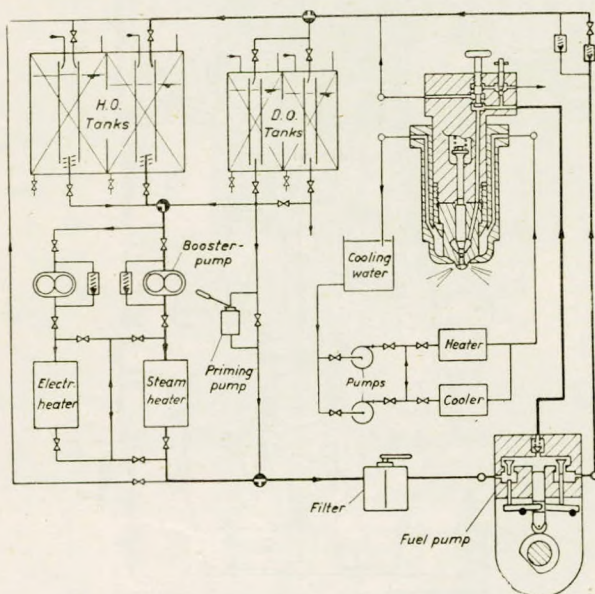 H.O.
Tanks
D.O.
Tanks
Booster-
pump
Cooling
water
Priming
pump
Electr.
heater
Steam
heater
Heater
Pumps
Cooler
Filter
Fuel pump